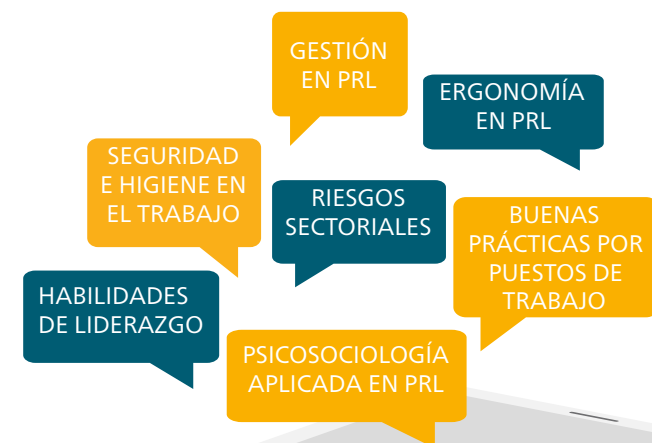 GESTIÓN
EN PRL
ERGONOMÍA
EN PRL
SEGURIDAD
E HIGIENE EN
EL TRABAJO
RIESGOS
SECTORIALES
BUENAS
PRÁCTICAS POR
PUESTOS DE
TRABAJO
HABILIDADES
DE LIDERAZGO
PSICOSOCIOLOGÍA
APLICADA EN PRL